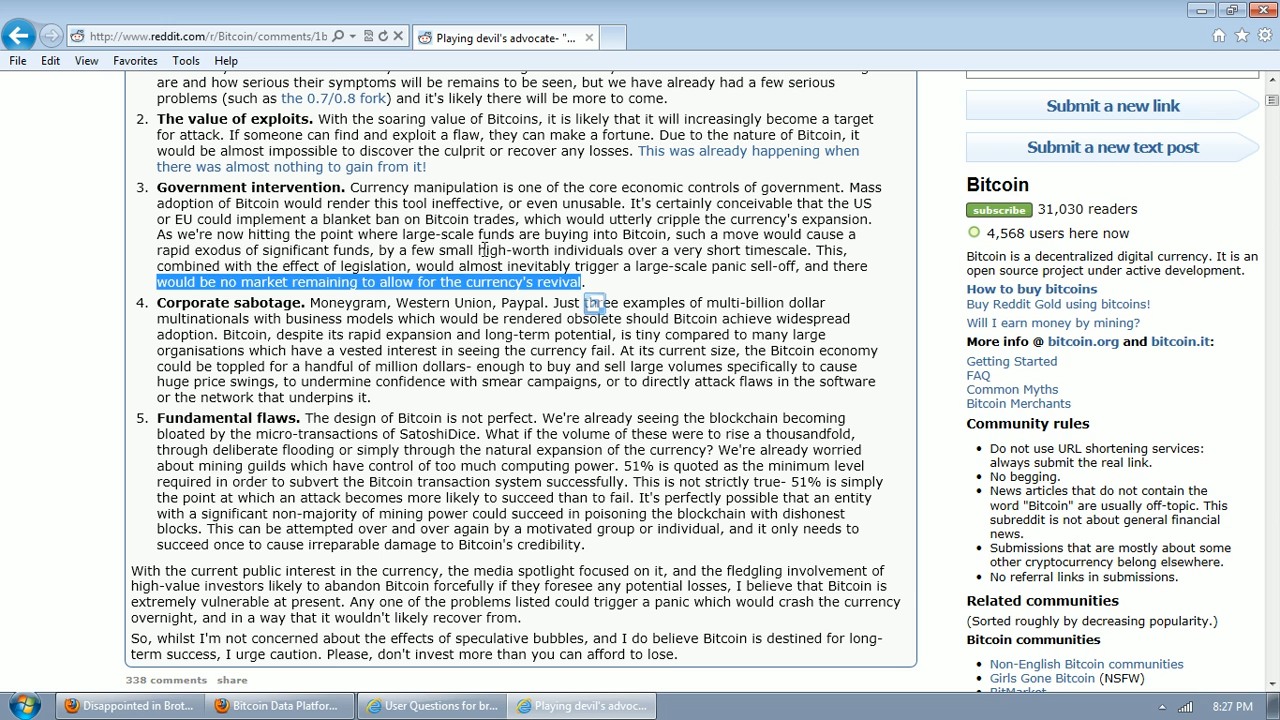 http://www.reddit.com/r/Bitcoin/comments/1b
Playing devil's advocate- "...
File Edit View Favorites Tools Help
are and how serious their symptoms will be remains to be seen, but we have already had a few serious
problems (such as the 0.7/0.8 fork) and it's likely there will be more to come.
2. The value of exploits. With the soaring value of Bitcoins, it is likely that it will increasingly become a target
for attack. If someone can find and exploit a flaw, they can make a fortune. Due to the nature of Bitcoin, it
would be almost impossible to discover the culprit or recover any losses. This was already happening when
there was almost nothing to gain from it!
3. Government intervention. Currency manipulation is one of the core economic controls of government. Mass
adoption of Bitcoin would render this tool ineffective, or even unusable. It's certainly conceivable that the US
or EU could implement a blanket ban on Bitcoin trades, which would utterly cripple the currency's expansion.
As we're now hitting the point where large-scale funds are buying into Bitcoin, such a move would cause a
rapid exodus of significant funds, by a few small high-worth individuals over a very short timescale. This,
combined with the effect of legislation, would almost inevitably trigger a large-scale panic sell-off, and there
would be no market remaining to allow for the currency's revival.
4. Corporate sabotage. Moneygram, Western Union, Paypal. Just three examples of multi-billion dollar
multinationals with business models which would be rendered obsolete should Bitcoin achieve widespread
adoption. Bitcoin, despite its rapid expansion and long-term potential, is tiny compared to many large
organisations which have a vested interest in seeing the currency fail. At its current size, the Bitcoin economy
could be toppled for a handful of million dollars- enough to buy and sell large volumes specifically to cause
huge price swings, to undermine confidence with smear campaigns, or to directly attack flaws in the software
or the network that underpins it.
5. Fundamental flaws. The design of Bitcoin is not perfect. We're already seeing the blockchain becoming
bloated by the micro-transactions of SatoshiDice. What if the volume of these were to rise a thousandfold,
through deliberate flooding or simply through the natural expansion of the currency? We're already worried
about mining guilds which have control of too much computing power. 51% is quoted as the minimum level
required in order to subvert the Bitcoin transaction system successfully. This is not strictly true- 51% is simply
the point at which an attack becomes more likely to succeed than to fail. It's perfectly possible that an entity
with a significant non-majority of mining power could succeed in poisoning the blockchain with dishonest
blocks. This can be attempted over and over again by a motivated group or individual, and it only needs to
succeed once to cause irreparable damage to Bitcoin's credibility.
With the current public interest in the currency, the media spotlight focused on it, and the fledgling involvement of
high-value investors likely to abandon Bitcoin forcefully if they foresee any potential losses, I believe that Bitcoin is
extremely vulnerable at present. Any one of the problems listed could trigger a panic which would crash the currency
overnight, and in a way that it wouldn't likely recover from.
So, whilst I'm not concerned about the effects of speculative bubbles, and I do believe Bitcoin is destined for long-
term success, I urge caution. Please, don't invest more than you can afford to lose.
338 comments share
Submit a new link
Submit a new text post
Bitcoin
subscribe 31,030 readers
4,568 users here now
Bitcoin is a decentralized digital currency. It is an
open source project under active development.
How to buy bitcoins
Buy Reddit Gold using bitcoins!
Will I earn money by mining?
More info @ bitcoin.org and bitcoin.it:
Getting Started
FAQ
Common Myths
Bitcoin Merchants
Community rules
• Do not use URL shortening services:
always submit the real link.
• No begging.
• News articles that do not contain the
word "Bitcoin" are usually off-topic. This
subreddit is not about general financial
news.
• Submissions that are mostly about some
other cryptocurrency belong elsewhere.
• No referral links in submissions.
Related communities
(Sorted roughly by decreasing popularity.)
Bitcoin communities
• Non-English Bitcoin communities
• Girls Gone Bitcoin (NSFW)
• BitMarket
Disappointed in Brot...
Bitcoin Data Platfor...
User Questions for br...
Playing devil's advoc...
8:27 PM